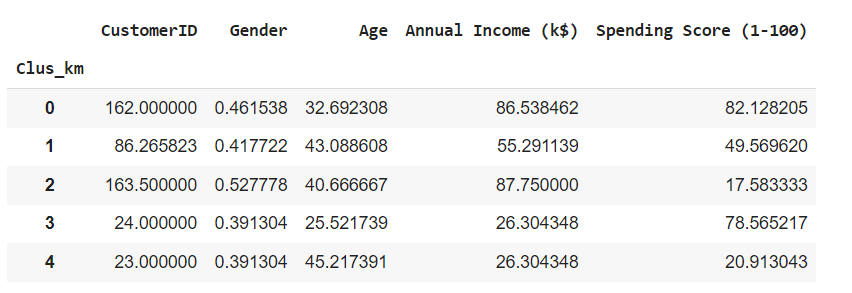 CustomerID Gender Age Annual Income (k$) Spending Score (1-100)
Clus_km
0 162.000000 0.461538 32.692308 86.538462 82.128205
1 86.265823 0.417722 43.088608 55.291139 49.569620
2 163.500000 0.527778 40.666667 87.750000 17.583333
3 24.000000 0.391304 25.521739 26.304348 78.565217
4 23.000000 0.391304 45.217391 26.304348 20.913043